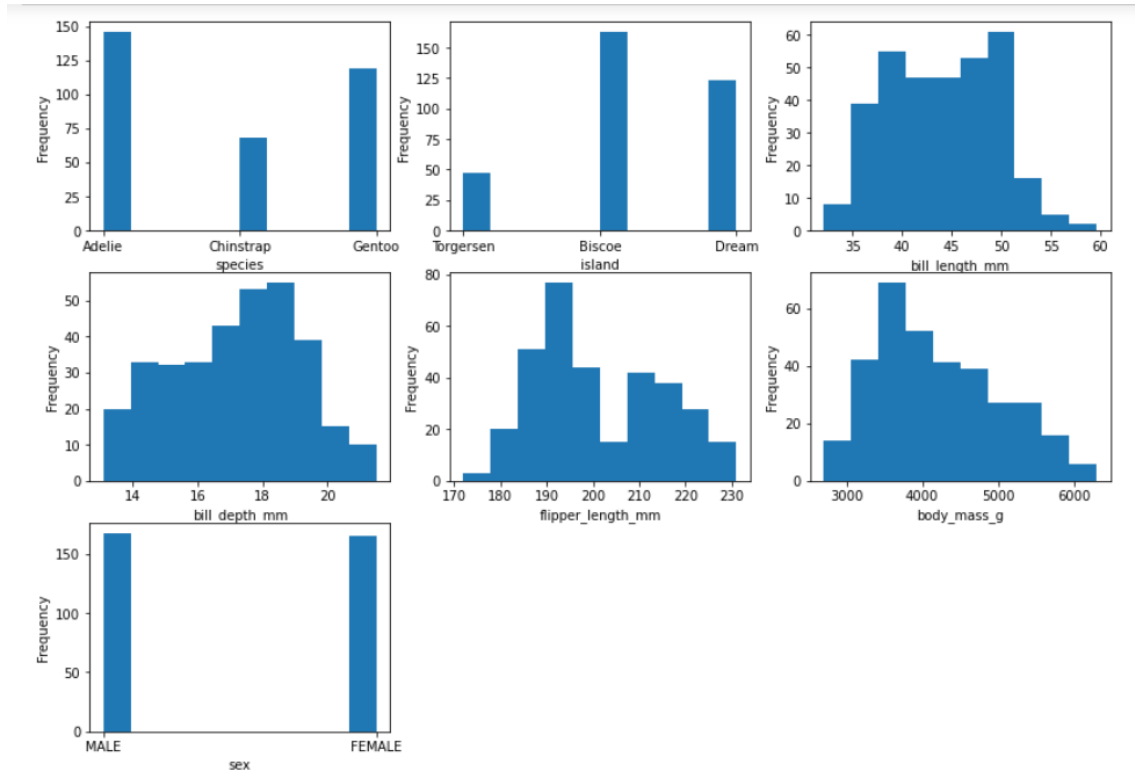 150
125
100
75
50
25
0
Frequency
Adelie Chinstrap Gentoo
species
150
125
100
75
50
25
0
Frequency
Torgersen Biscoe Dream
island
60
50
40
30
20
10
0
Frequency
35 40 45 50 55 60
bill_length_mm
50
40
30
20
10
0
Frequency
14 16 18 20
bill_depth_mm
80
60
40
20
0
Frequency
170 180 190 200 210 220 230
flipper_length_mm
60
40
20
0
Frequency
3000 4000 5000 6000
body_mass_g
150
100
50
0
Frequency
MALE FEMALE
sex